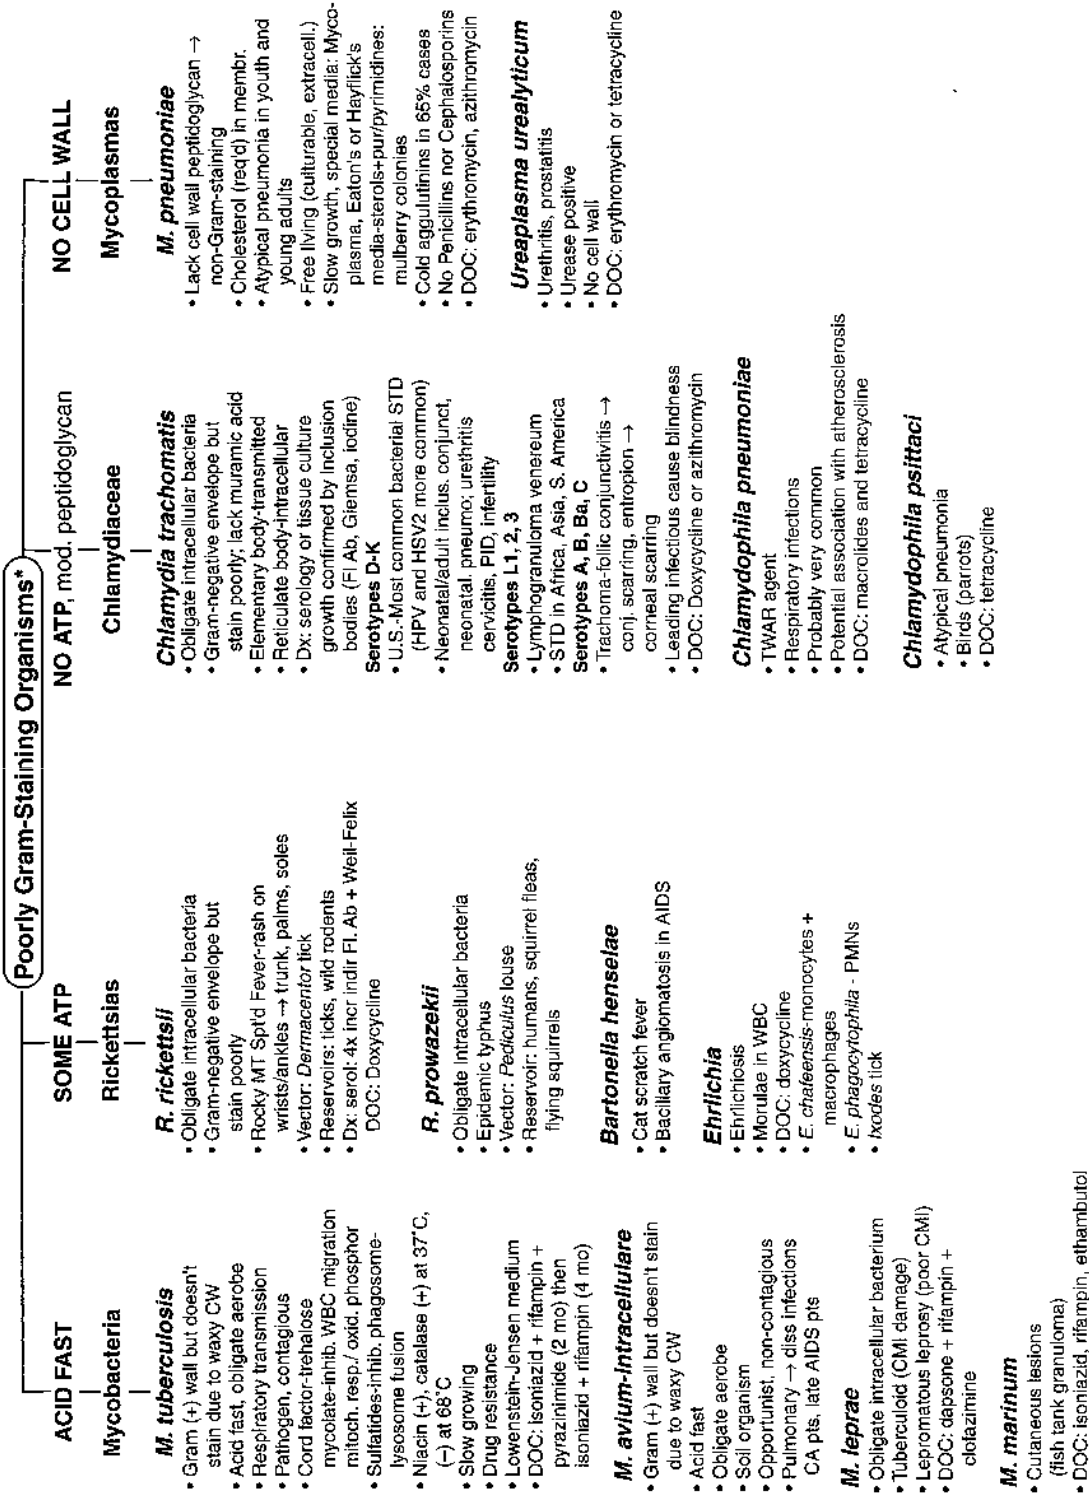 Poorly Gram-Staining Organisms*
ACID FAST
Mycobacteria
M. tuberculosis
• Gram (+) wall but doesn't
stain due to waxy CW
• Acid fast, obligate aerobe
• Respiratory transmission
• Pathogen, contagious
• Cord factor-trehalose
mycolate-inhib. WBC migration
mitoch. resp./ oxid. phosphor
• Sulfatides-inhib. phagosome-
lysosome fusion
• Niacin (+), catalase (+) at 37°C,
(–) at 68°C
• Slow growing
• Drug resistance
• Lowenstein-Jensen medium
• DOC: Isoniazid + rifampin +
pyrazinimide (2 mo) then
isoniazid + rifampin (4 mo)
M. avium-intracellulare
• Gram (+) wall but doesn't stain
due to waxy CW
• Acid fast
• Obligate aerobe
• Soil organism
• Opportunist, non-contagious
• Pulmonary → diss infections
CA pts, late AIDS pts
M. leprae
• Obligate intracellular bacterium
• Tuberculoid (CMI damage)
• Lepromatous leprosy (poor CMI)
• DOC: dapsone + rifampin +
clofazimine
M. marinum
• Cutaneous lesions
(fish tank granuloma)
• DOC: Isoniazid, rifampin, ethambutol
SOME ATP
Rickettsias
R. rickettsii
• Obligate intracellular bacteria
• Gram-negative envelope but
stain poorly
• Rocky MT Spt'd Fever-rash on
wrists/ankles → trunk, palms, soles
• Vector: Dermacentor tick
• Reservoirs: ticks, wild rodents
• Dx: serol: 4x incr indir Fl. Ab + Weil-Felix
DOC: Doxycycline
R. prowazekii
• Obligate intracellular bacteria
• Epidemic typhus
• Vector: Pediculus louse
• Reservoir: humans, squirrel fleas,
flying squirrels
Bartonella henselae
• Cat scratch fever
• Bacillary angiomatosis in AIDS
Ehrlichia
• Ehrlichiosis
• Morulae in WBC
• DOC: doxycycline
• E. chafeensis-monocytes +
macrophages
• E. phagocytophila - PMNs
• Ixodes tick
NO ATP, mod. peptidoglycan
Chlamydiaceae
Chlamydia trachomatis
• Obligate intracellular bacteria
• Gram-negative envelope but
stain poorly; lack muramic acid
• Elementary body-transmitted
• Reticulate body-intracellular
• Dx: serology or tissue culture
growth confirmed by Inclusion
bodies (Fl Ab, Giemsa, iodine)
Serotypes D-K
• U.S.-Most common bacterial STD
(HPV and HSV2 more common)
• Neonatal/adult inclus. conjunct,
neonatal. pneumo; urethritis
cervicitis, PID, infertility
Serotypes L1, 2, 3
• Lymphogranuloma venereum
• STD in Africa, Asia, S. America
Serotypes A, B, Ba, C
• Trachoma-follic conjunctivitis →
conj. scarring, entropion →
corneal scarring
• Leading infectious cause blindness
• DOC: Doxycycline or azithromycin
Chlamydophila pneumoniae
• TWAR agent
• Respiratory infections
• Probably very common
• Potential association with atherosclerosis
• DOC: macrolides and tetracycline
Chlamydophila psittaci
• Atypical pneumonia
• Birds (parrots)
• DOC: tetracycline
NO CELL WALL
Mycoplasmas
M. pneumoniae
• Lack cell wall peptidoglycan →
non-Gram-staining
• Cholesterol (req'd) in membr.
• Atypical pneumonia in youth and
young adults
• Free living (culturable, extracell.)
• Slow growth, special media: Myco-
plasma, Eaton's or Hayflick's
media-sterols+pur/pyrimidines:
mulberry colonies
• Cold aggulutinins in 65% cases
• No Penicillins nor Cephalosporins
• DOC: erythromycin, azithromycin
Ureaplasma urealyticum
• Urethritis, prostatitis
• Urease positive
• No cell wall
• DOC: erythromycin or tetracycline